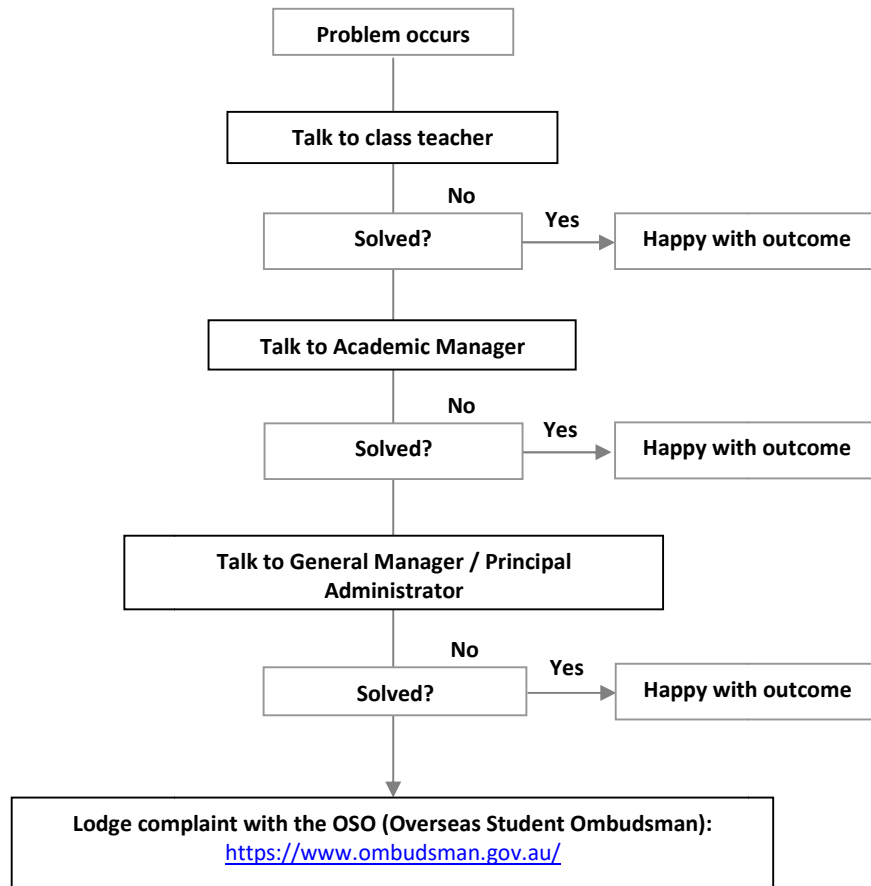 Problem occurs
Talk to class teacher
No
Yes
Solved?
Happy with outcome
Talk to Academic Manager
No
Yes
Solved?
Happy with outcome
Talk to General Manager / Principal
Administrator
No
Yes
Solved?
Happy with outcome
Lodge complaint with the OSO (Overseas Student Ombudsman):
https://www.ombudsman.gov.au/